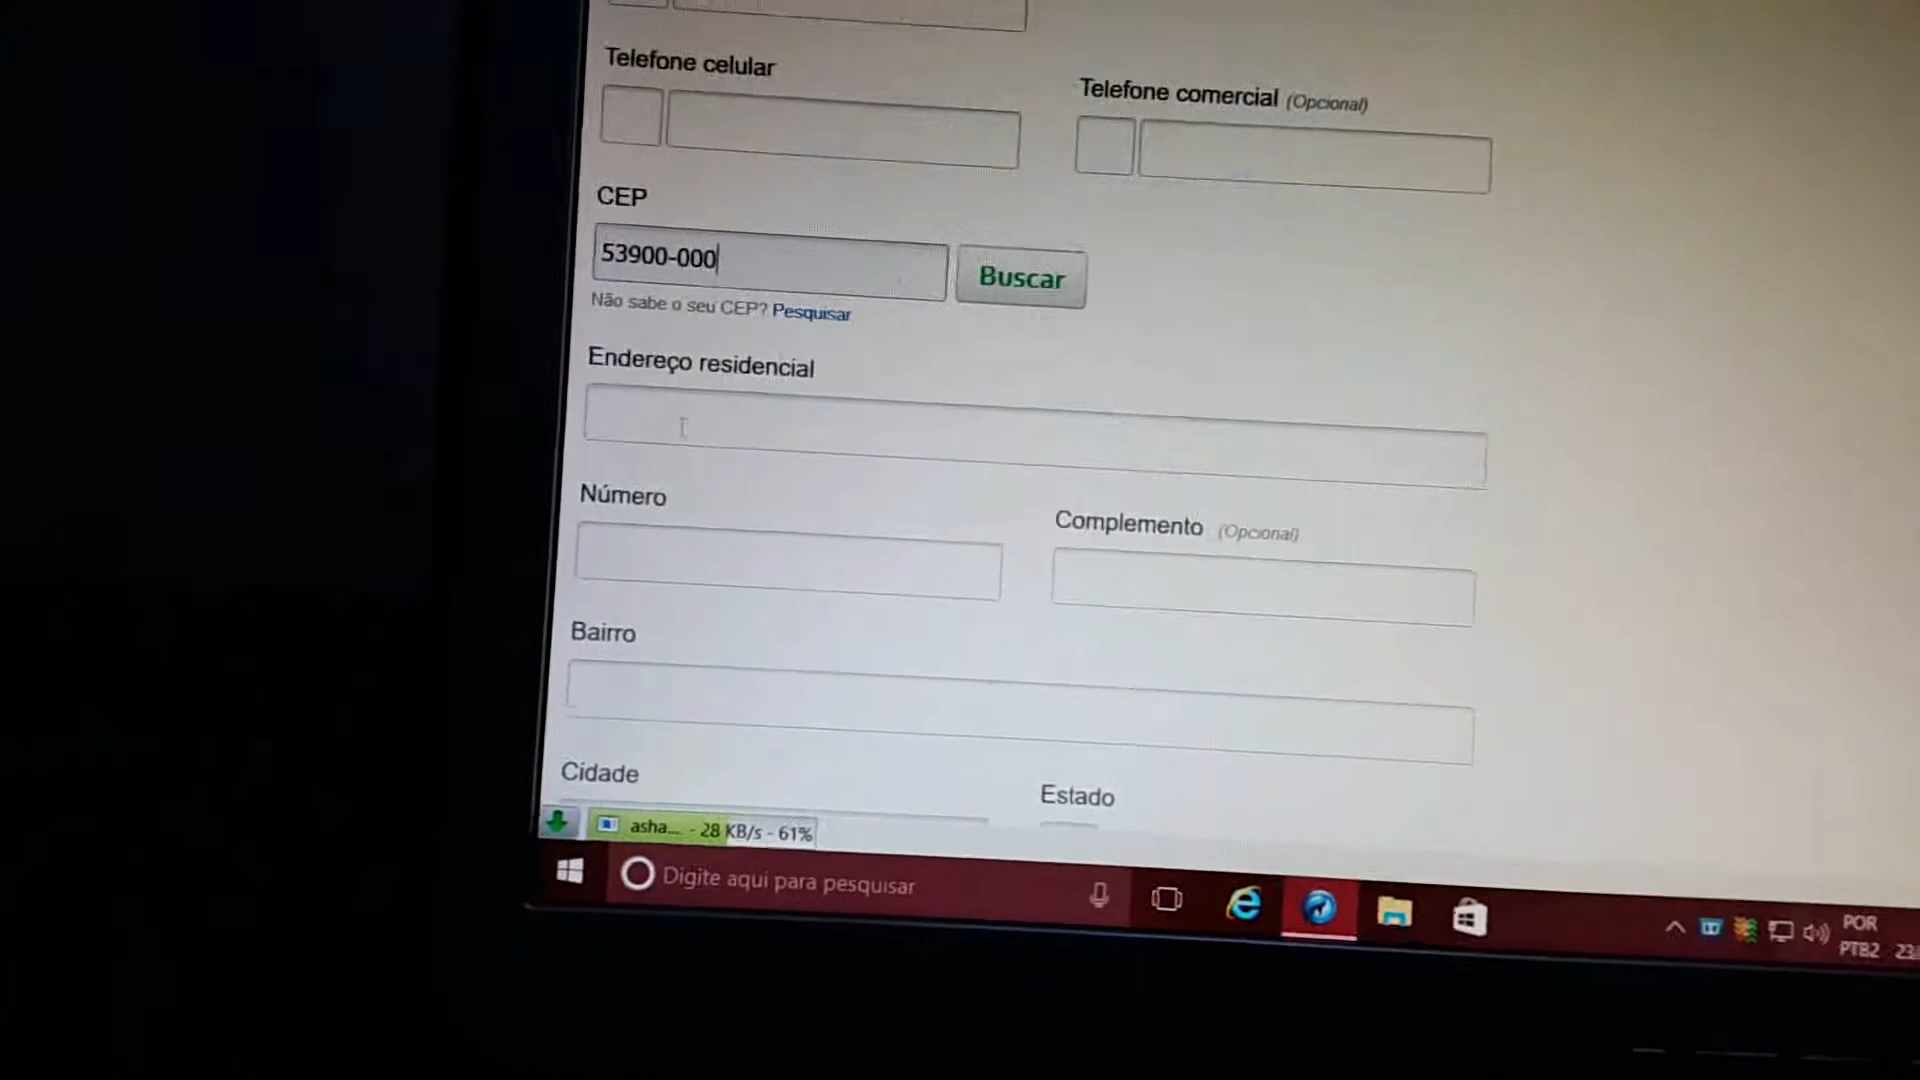 Telefone celular
Telefone comercial (Opcional)
CEP
53900-000
Buscar
Não sabe o seu CEP? Pesquisar
Endereço residencial
Número
Complemento (Opcional)
Bairro
Cidade
Estado
asha... - 28 KB/s - 61%
Digite aqui para pesquisar
POR
PTB2